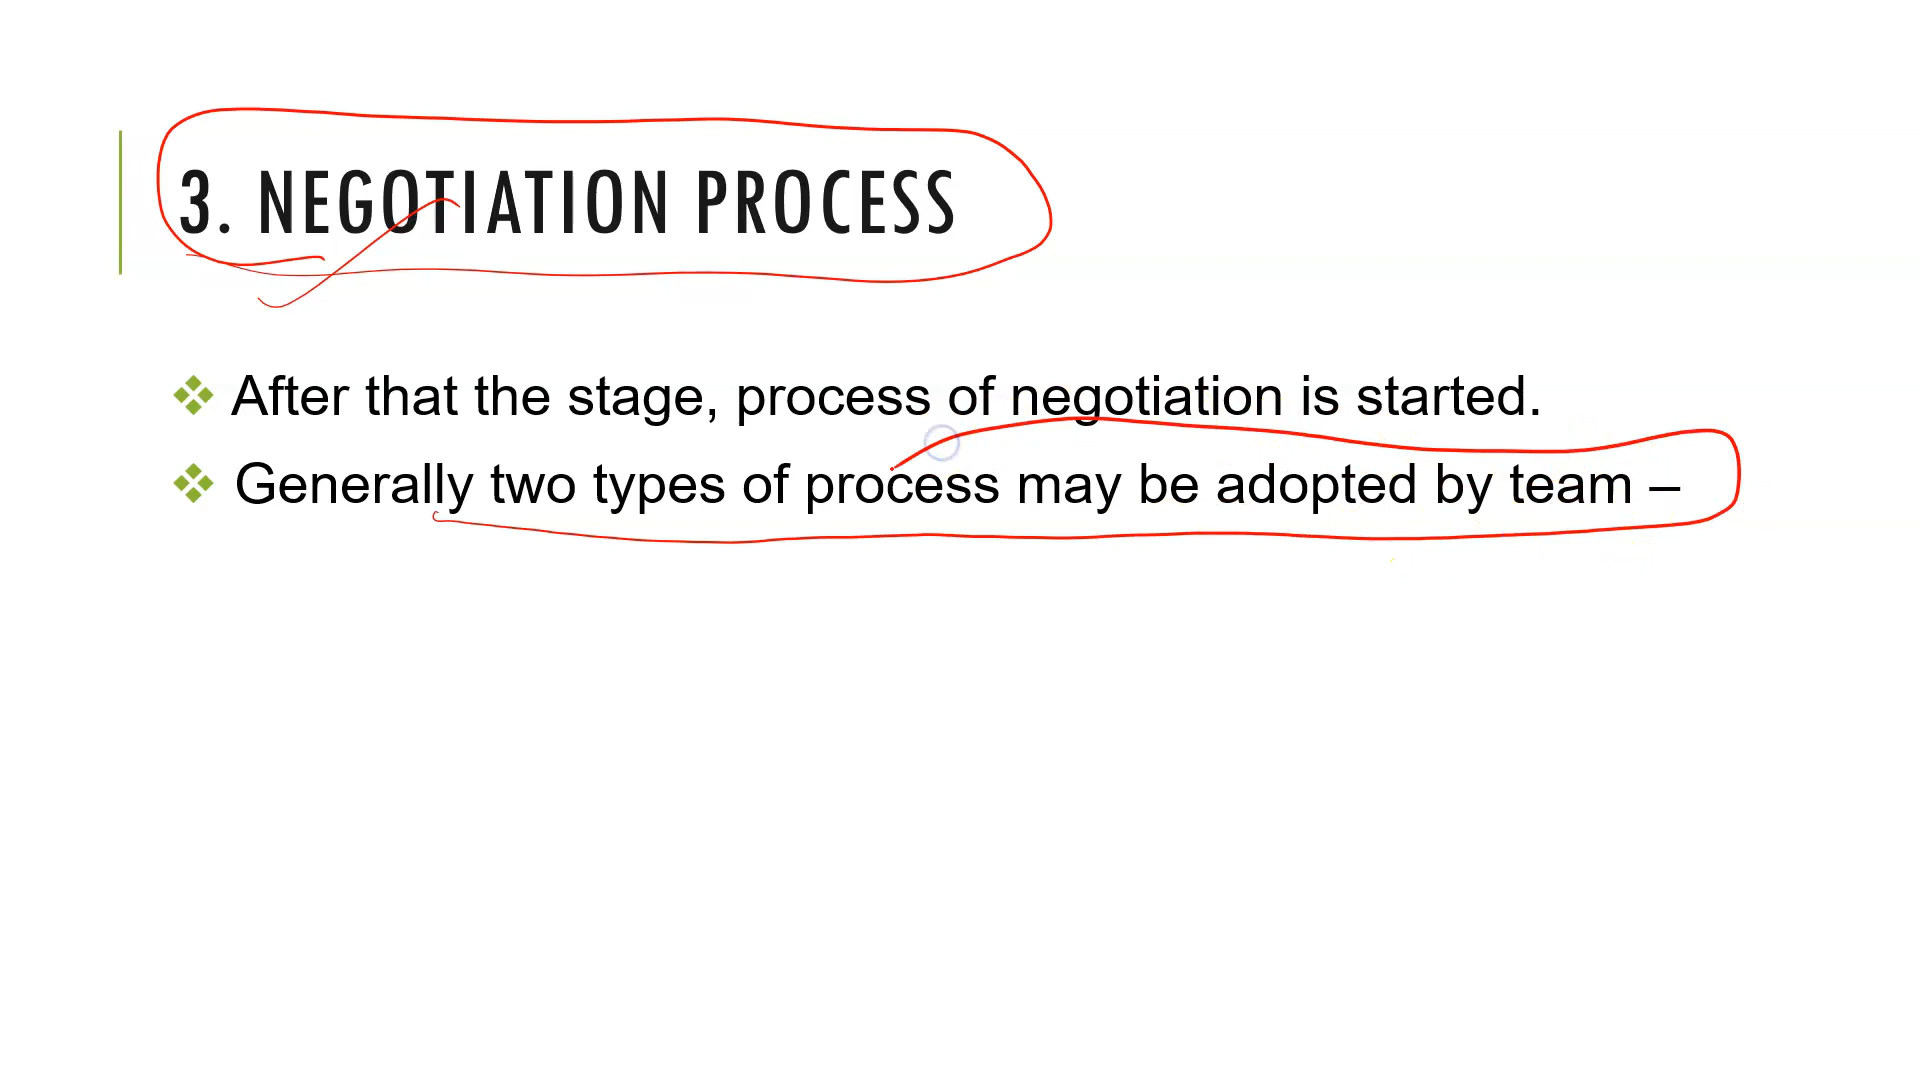 3. NEGOTIATION PROCESS
After that the stage, process of negotiation is started.
Generally two types of process may be adopted by team –